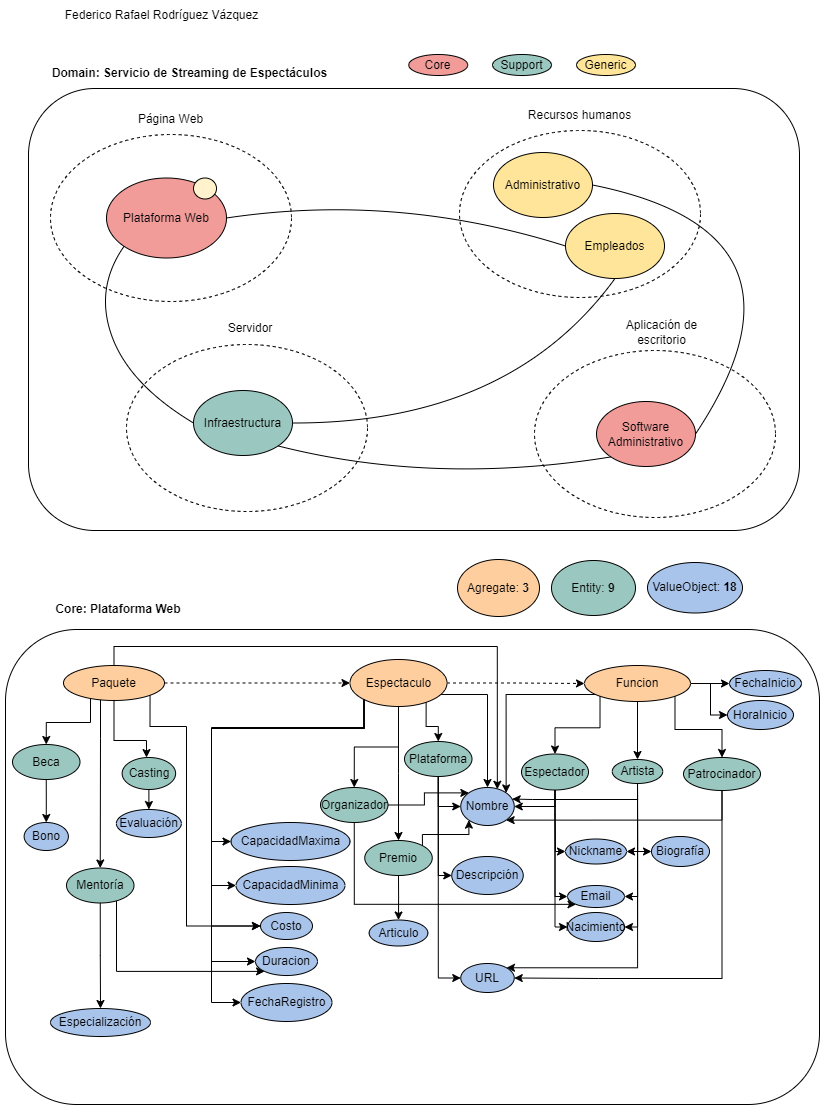 Federico Rafael Rodríguez Vázquez
Domain: Servicio de Streaming de Espectáculos
Core
Support
Generic
Página Web
Recursos humanos
Administrativo
Plataforma Web
Empleados
Servidor
Aplicación de
escritorio
Infraestructura
Software
Administrativo
Agregate: 3
Entity: 9
ValueObject: 18
Core: Plataforma Web
Paquete
Espectaculo
Funcion
FechaInicio
HoraInicio
Beca
Casting
Plataforma
Espectador
Artista
Patrocinador
Organizador
Nombre
Bono
Evaluación
CapacidadMaxima
Premio
Nickname
Biografía
Mentoría
CapacidadMinima
Descripción
Email
Costo
Articulo
Nacimiento
Duracion
URL
FechaRegistro
Especialización